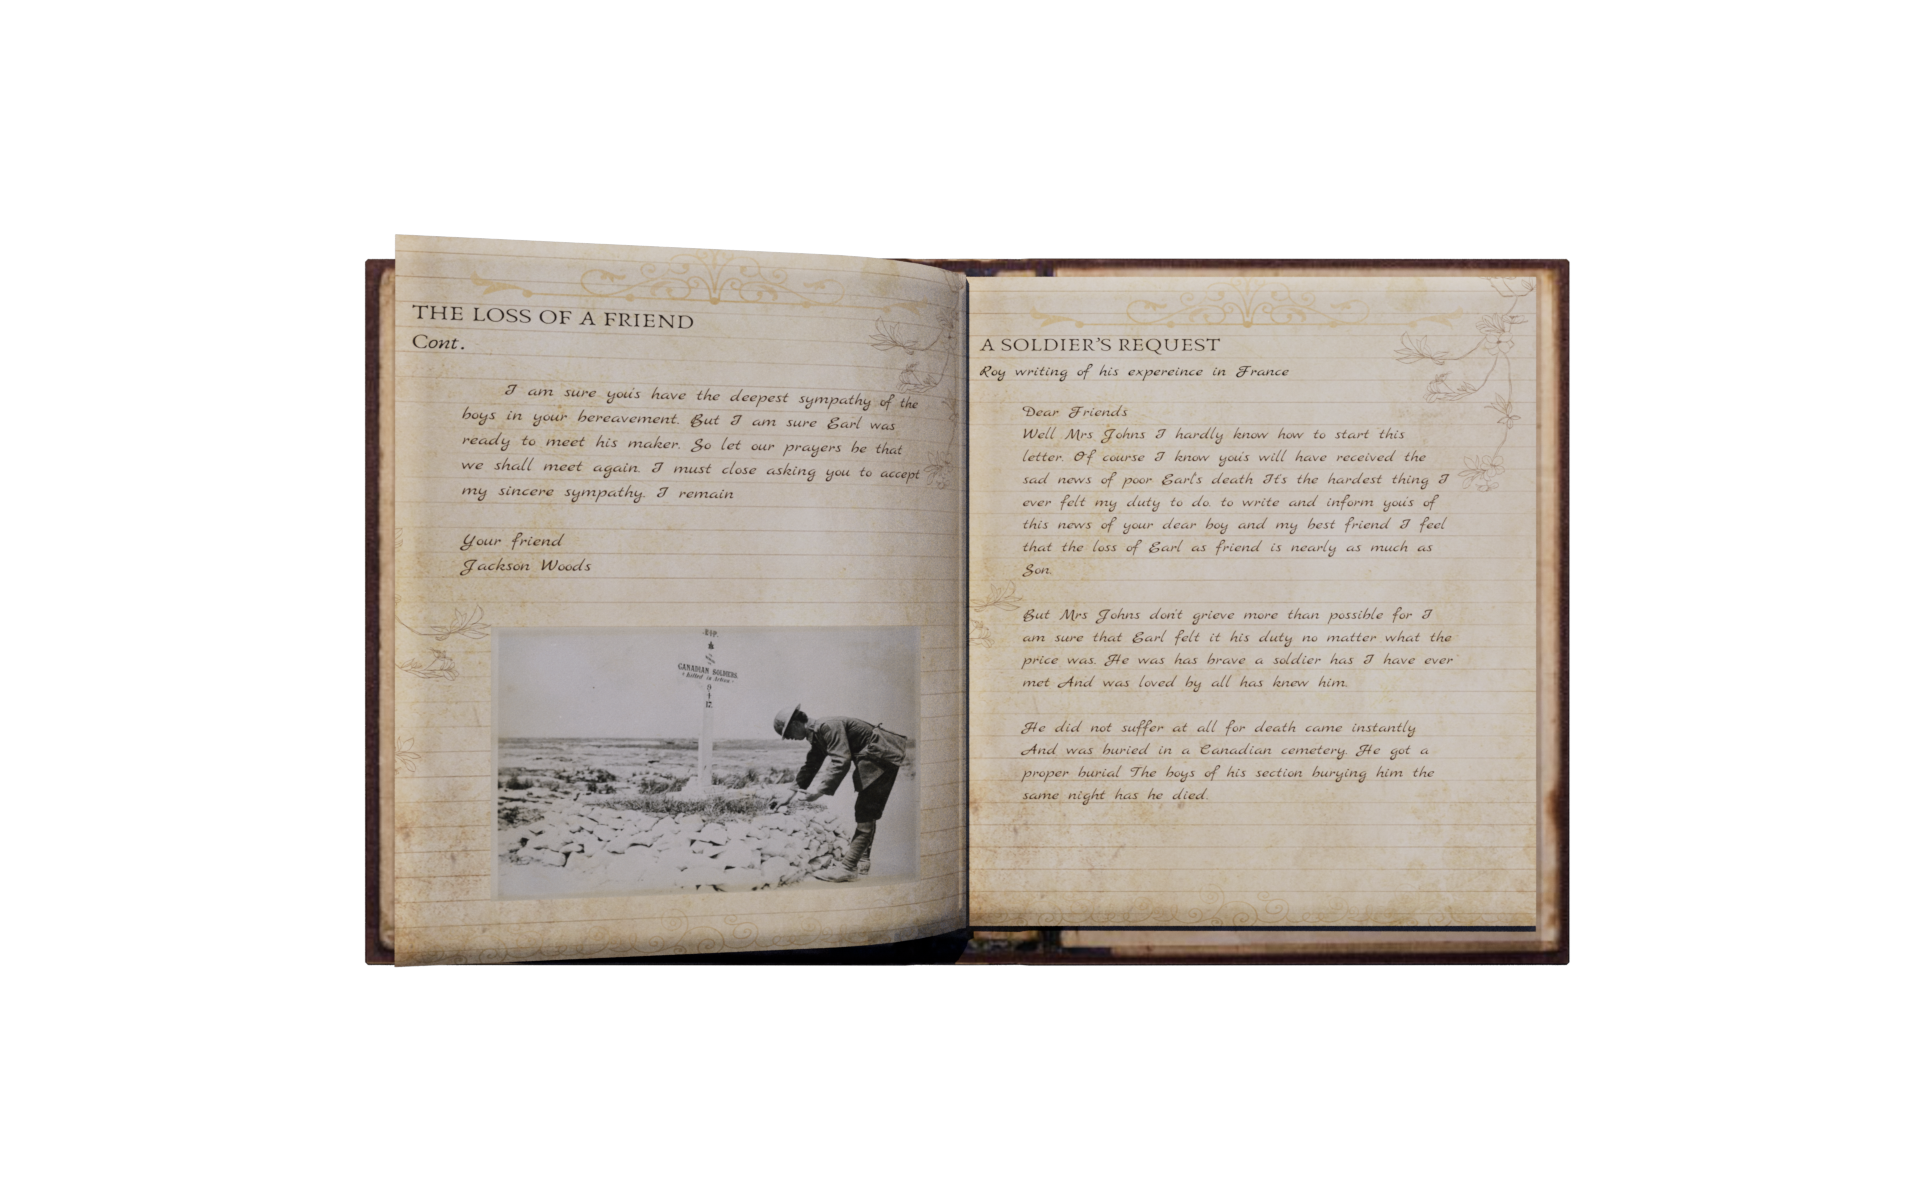 THE LOSS OF A FRIEND
Cont.
I am sure you's have the deepest sympathy of the
boys in your bereavement. But I am sure Earl was
ready to meet his maker. So let our prayers be that
we shall meet again. I must close asking you to accept
my sincere sympathy. I remain
Your friend
Jackson Woods
R.I.P.
CANADIAN SOLDIERS.
Killed in Action
9
4
17.
A SOLDIER'S REQUEST
Roy writing of his expereince in France
Dear Friends
Well Mrs Johns I hardly know how to start this
letter. Of course I know you's will have received the
sad news of poor Earl's death It's the hardest thing I
ever felt my duty to do. to write and inform you's of
this news of your dear boy and my best friend I feel
that the loss of Earl as friend is nearly as much as
Son.
But Mrs Johns don't grieve more than possible for I
am sure that Earl felt it his duty no matter what the
price was. He was has brave a soldier has I have ever
met And was loved by all has knew him.
He did not suffer at all for death came instantly
And was buried in a Canadian cemetery. He got a
proper burial The boys of his section burying him the
same night has he died.